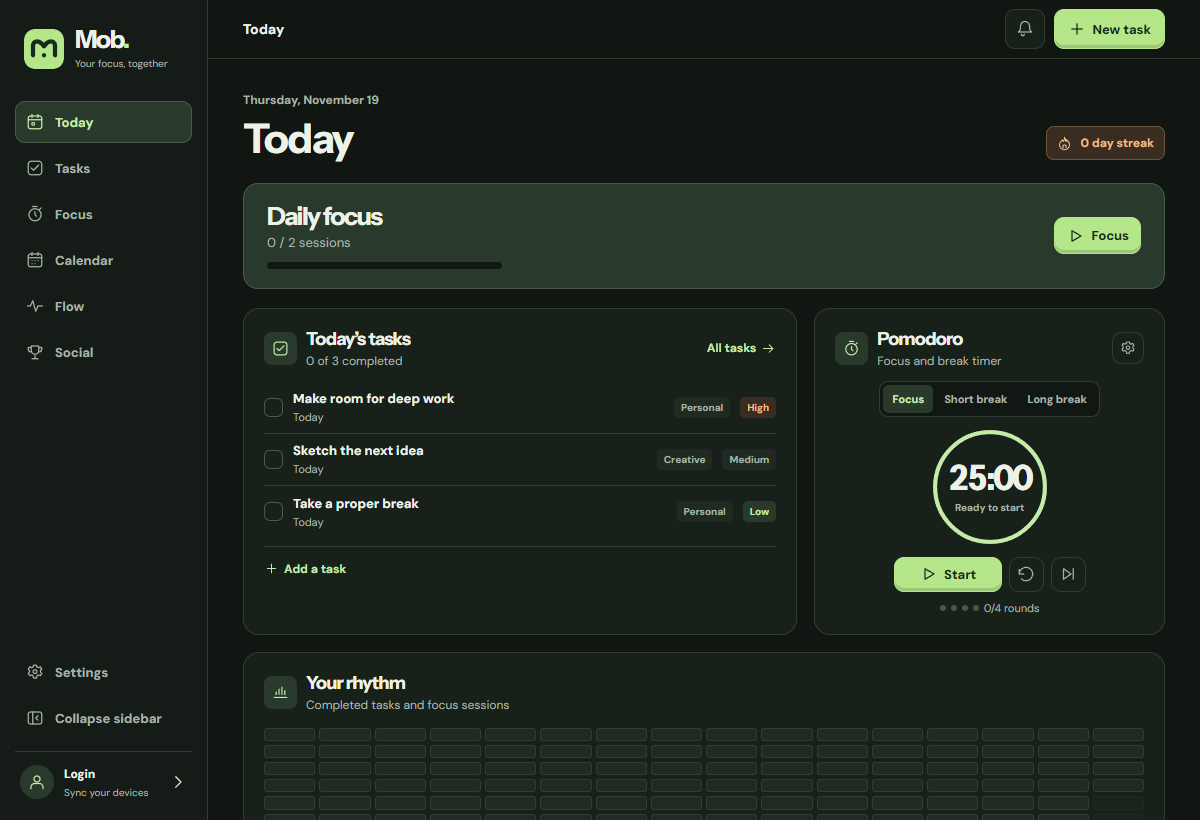 Mob.
Your focus, together
Today
Tasks
Focus
Calendar
Flow
Social
Settings
Collapse sidebar
Login
Sync your devices
Today
New task
Thursday, November 19
Today
0 day streak
Daily focus
0 / 2 sessions
Focus
Today's tasks
0 of 3 completed
All tasks →
Make room for deep work
Today
Personal
High
Sketch the next idea
Today
Creative
Medium
Take a proper break
Today
Personal
Low
Add a task
Pomodoro
Focus and break timer
Focus
Short break
Long break
25:00
Ready to start
Start
0/4 rounds
Your rhythm
Completed tasks and focus sessions